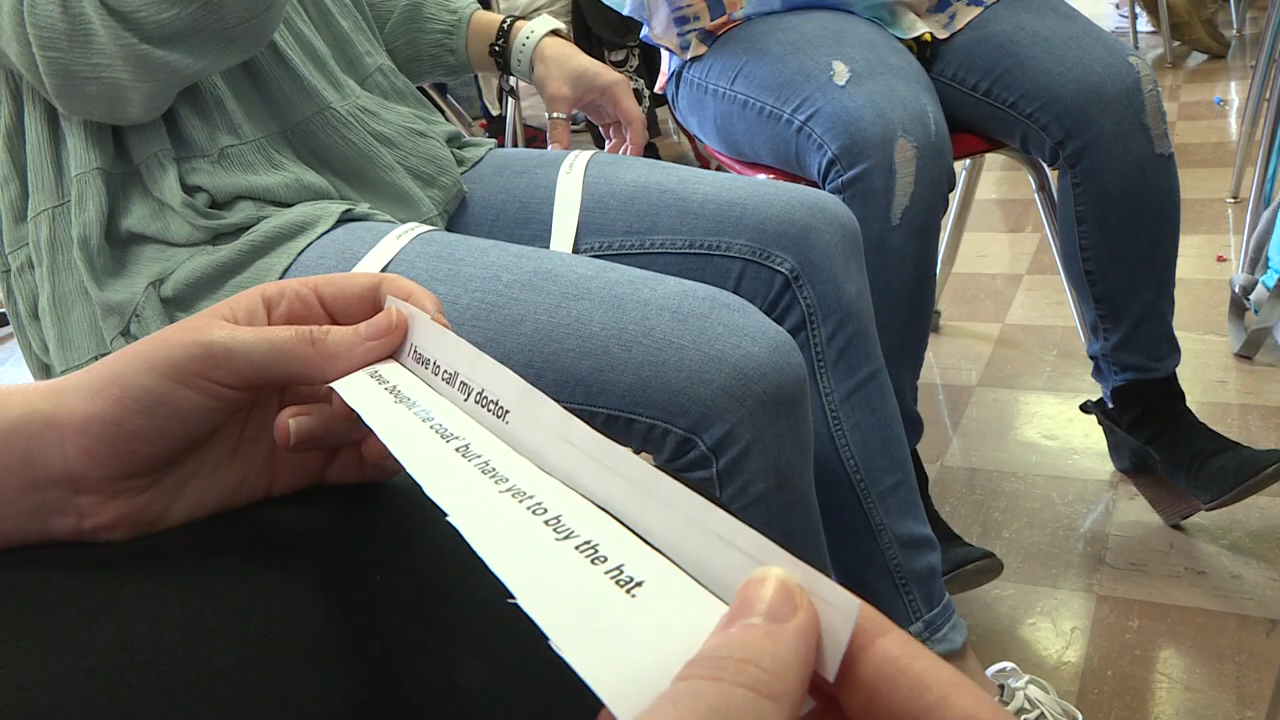 I have to call my doctor.
I have bought the coat' but have yet to buy the hat.